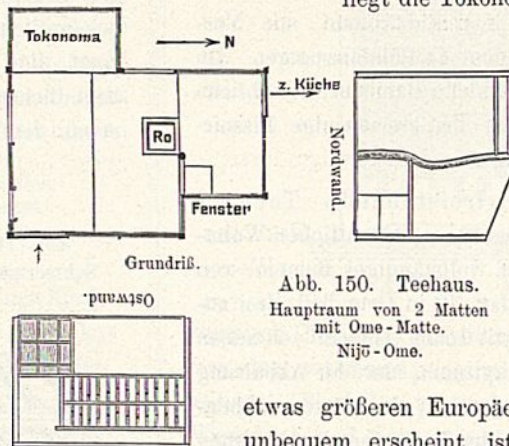 liegt die Tokono
Tokonoma
N
z. Küche
Ro
Nordwand.
Fenster
Grundriß.
Ostwand.
Abb. 150. Teehaus.
Hauptraum von 2 Matten
mit Ome-Matte.
Nijō-Ome.
etwas größeren Europäe
unbequem erscheint ist